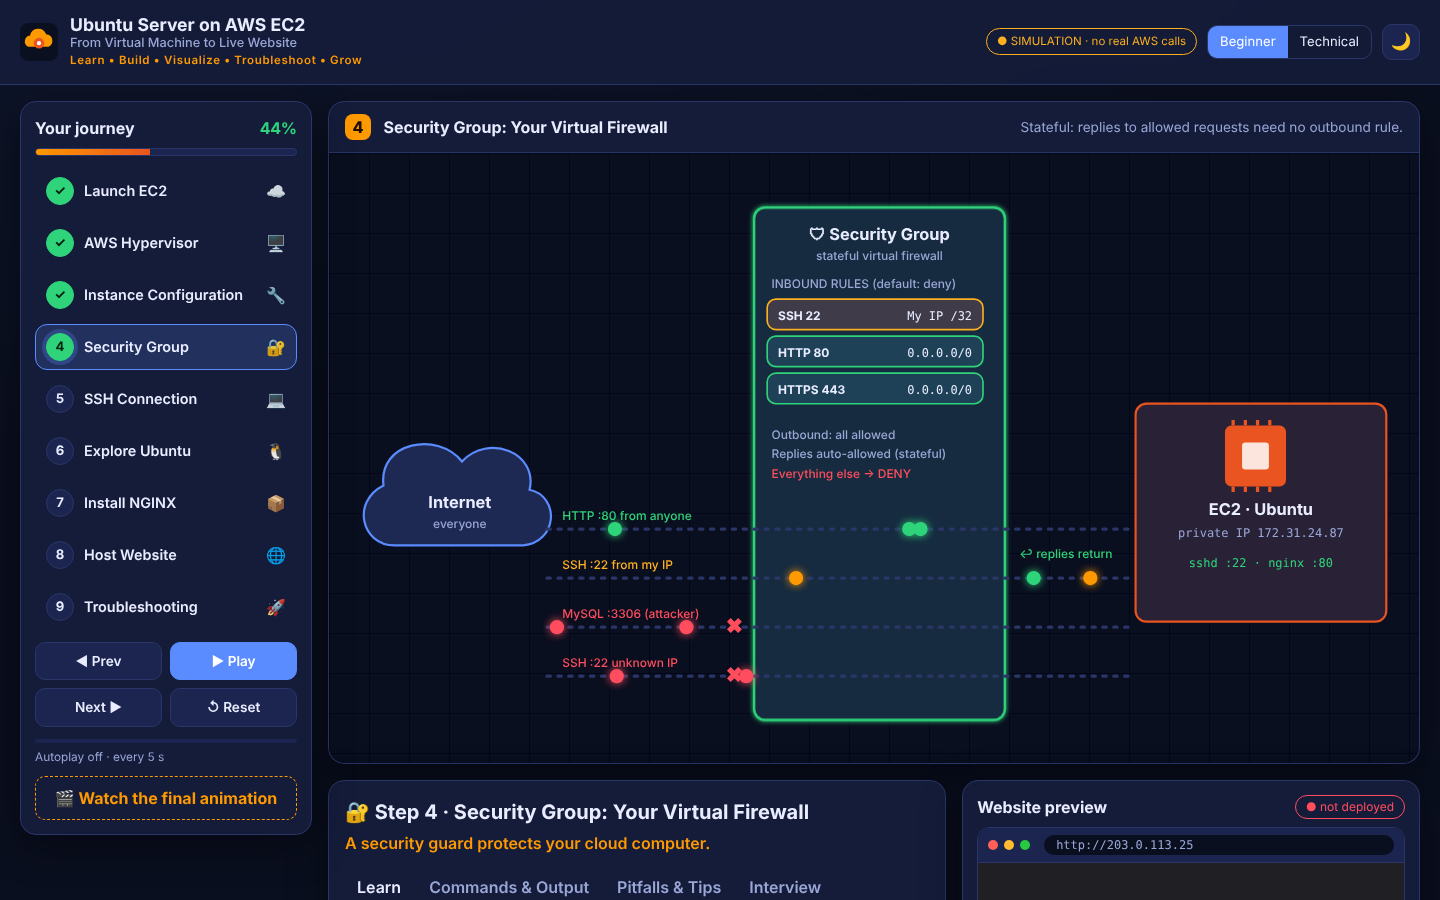 Ubuntu Server on AWS EC2
From Virtual Machine to Live Website
Learn • Build • Visualize • Troubleshoot • Grow
SIMULATION · no real AWS calls
Beginner
Technical
Your journey
44%
Launch EC2
AWS Hypervisor
Instance Configuration
4 Security Group
5 SSH Connection
6 Explore Ubuntu
7 Install NGINX
8 Host Website
9 Troubleshooting
◀ Prev
▶ Play
Next ▶
↺ Reset
Autoplay off · every 5 s
🎬 Watch the final animation
4 Security Group: Your Virtual Firewall
Stateful: replies to allowed requests need no outbound rule.
🛡 Security Group
stateful virtual firewall
INBOUND RULES (default: deny)
SSH 22 My IP /32
HTTP 80 0.0.0.0/0
HTTPS 443 0.0.0.0/0
Outbound: all allowed
Replies auto-allowed (stateful)
Everything else → DENY
Internet
everyone
HTTP :80 from anyone
SSH :22 from my IP
MySQL :3306 (attacker)
SSH :22 unknown IP
↩ replies return
EC2 · Ubuntu
private IP 172.31.24.87
sshd :22 · nginx :80
🔐 Step 4 · Security Group: Your Virtual Firewall
A security guard protects your cloud computer.
Learn
Commands & Output
Pitfalls & Tips
Interview
Website preview
not deployed
http://203.0.113.25